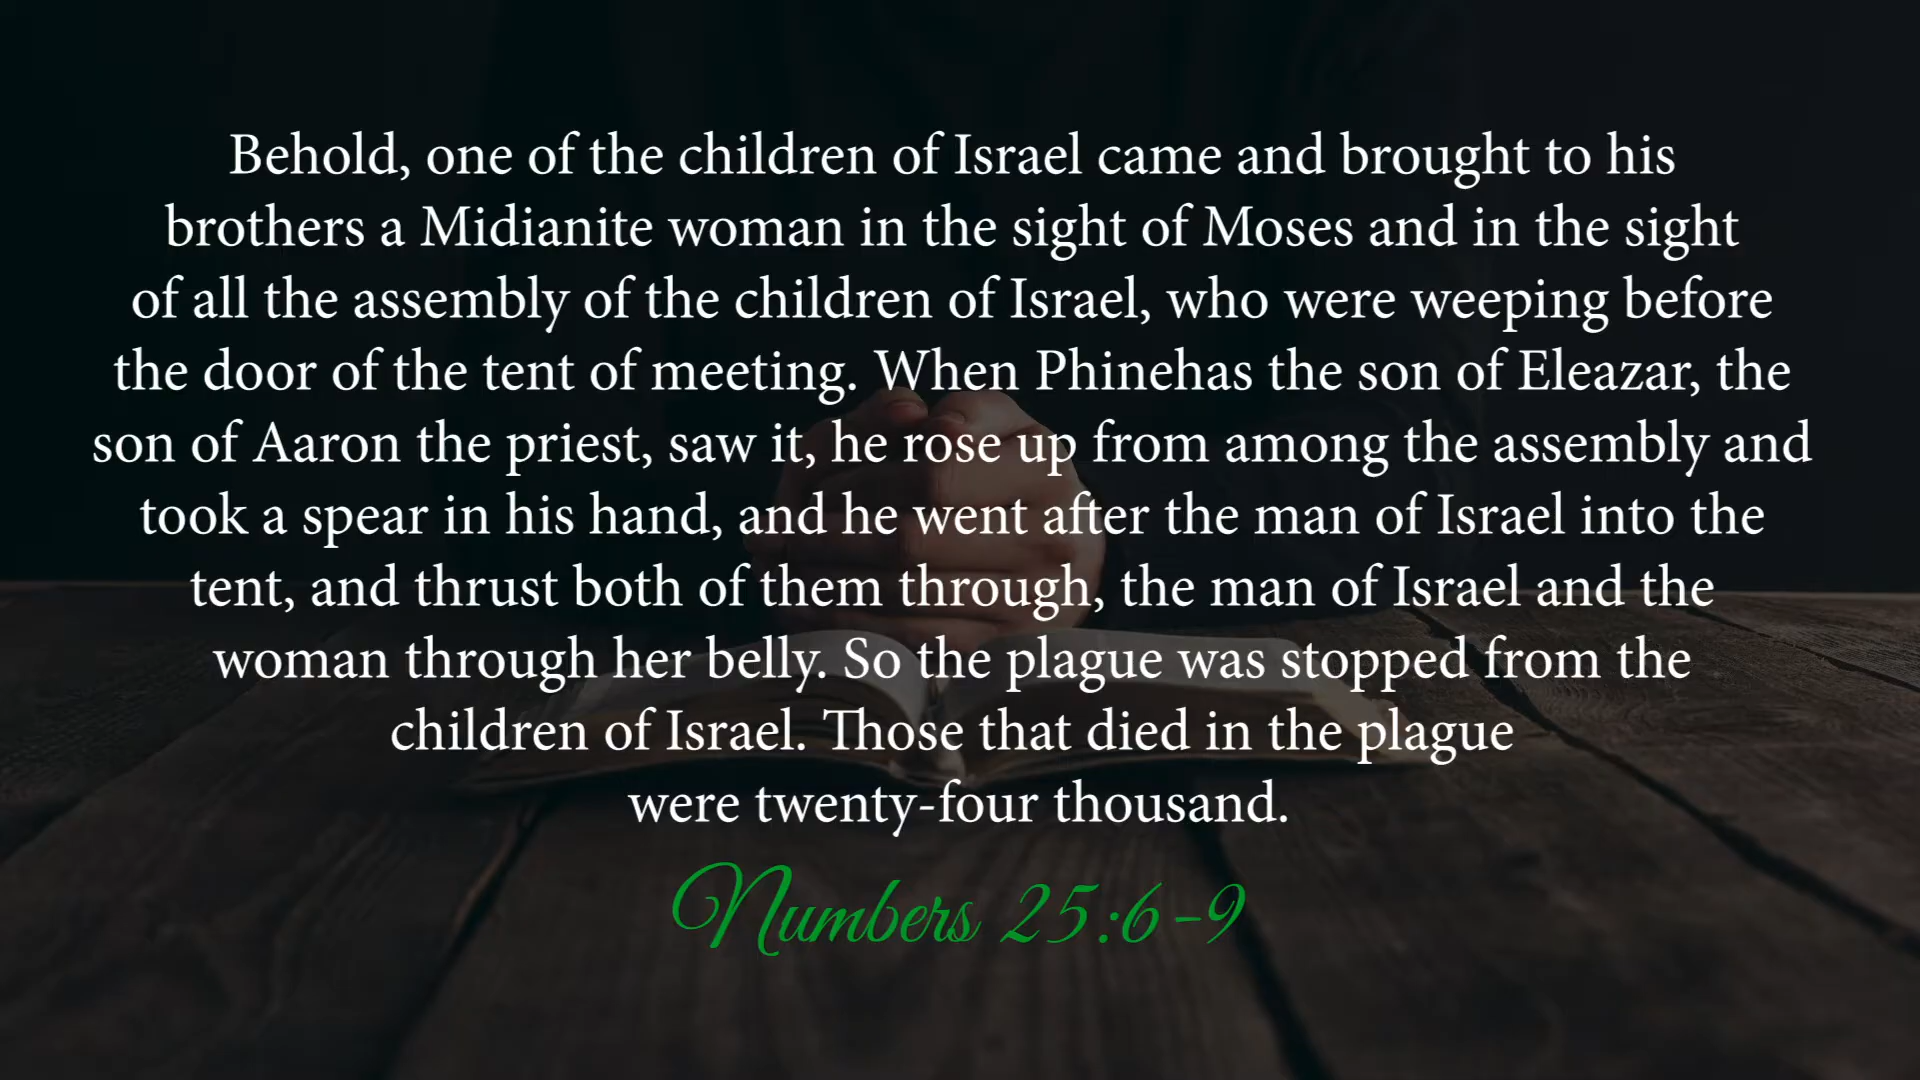 Behold, one of the children of Israel came and brought to his
brothers a Midianite woman in the sight of Moses and in the sight
of all the assembly of the children of Israel, who were weeping before
the door of the tent of meeting. When Phinehas the son of Eleazar, the
son of Aaron the priest, saw it, he rose up from among the assembly and
took a spear in his hand, and he went after the man of Israel into the
tent, and thrust both of them through, the man of Israel and the
woman through her belly. So the plague was stopped from the
children of Israel. Those that died in the plague
were twenty-four thousand.
Numbers 25:6-9